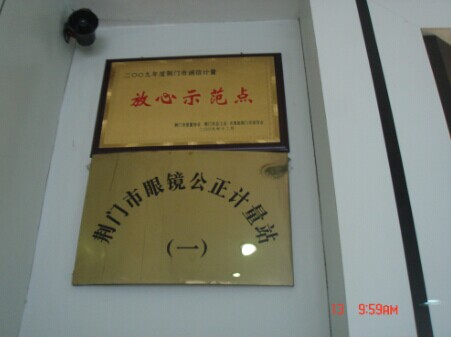 二〇〇九年度荆门市诚信计量
放心示范点
荆门市眼镜公正计量站
(一)
13 9:59AM